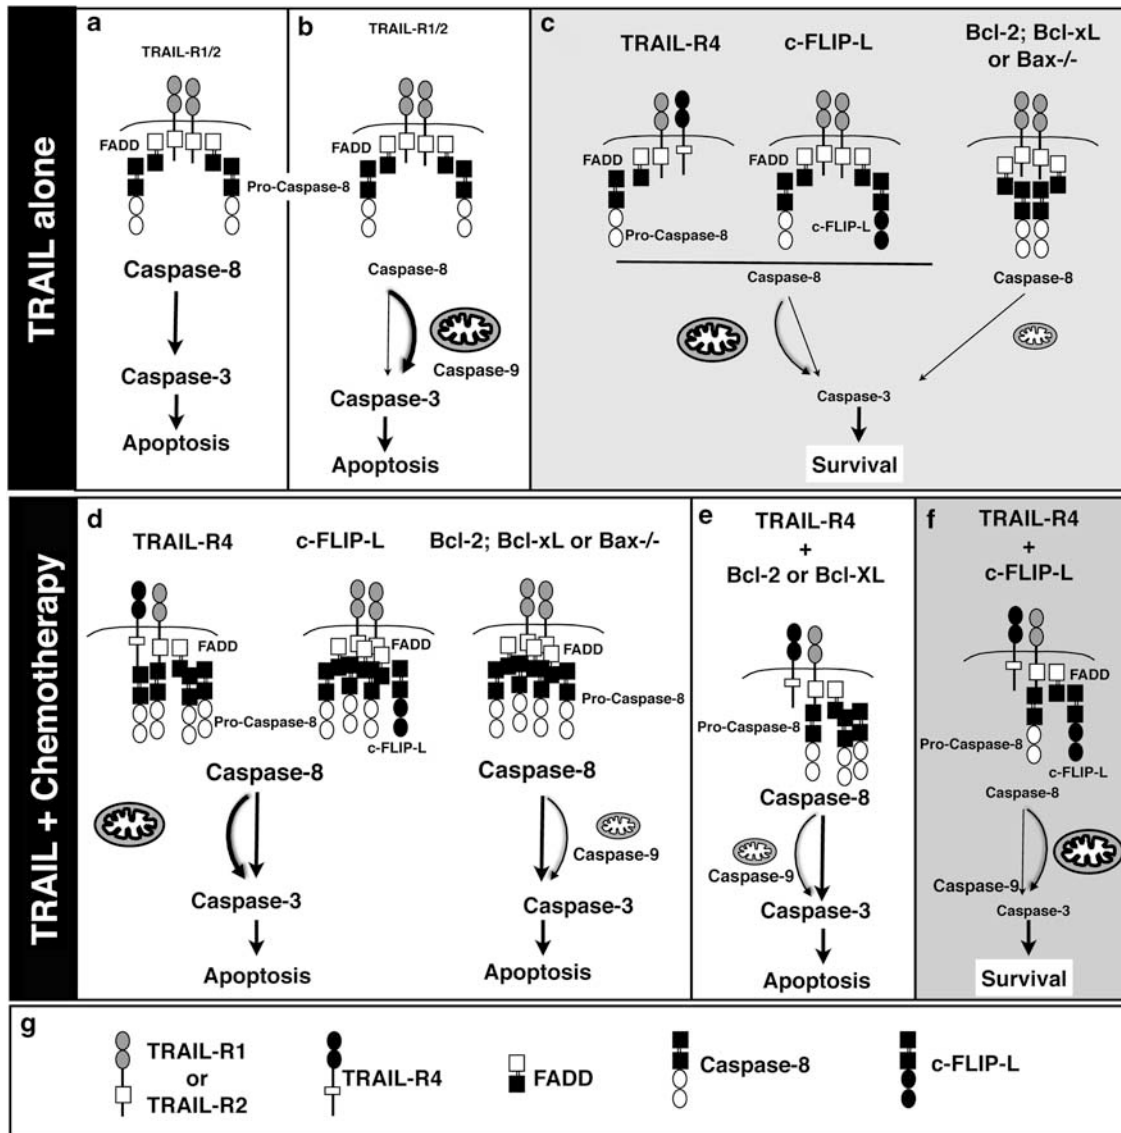 TRAIL alone
a
TRAIL-R1/2
FADD
Pro-Caspase-8
Caspase-8
Caspase-3
Apoptosis
b
TRAIL-R1/2
FADD
Caspase-8
Caspase-9
Caspase-3
Apoptosis
c
TRAIL-R4
c-FLIP-L
Bcl-2; Bcl-xL
or Bax-/-
FADD
FADD
Pro-Caspase-8
c-FLIP-L
Caspase-8
Caspase-8
Caspase-3
Survival
TRAIL + Chemotherapy
d
TRAIL-R4
c-FLIP-L
Bcl-2; Bcl-xL or Bax-/-
FADD
FADD
FADD
Pro-Caspase-8
Pro-Caspase-8
c-FLIP-L
Caspase-8
Caspase-8
Caspase-9
Caspase-3
Caspase-3
Apoptosis
Apoptosis
e
TRAIL-R4
+
Bcl-2 or Bcl-XL
Pro-Caspase-8
Caspase-8
Caspase-9
Caspase-3
Apoptosis
f
TRAIL-R4
+
c-FLIP-L
FADD
Pro-Caspase-8
c-FLIP-L
Caspase-8
Caspase-9
Caspase-3
Survival
g
TRAIL-R1
or
TRAIL-R2
TRAIL-R4
FADD
Caspase-8
c-FLIP-L